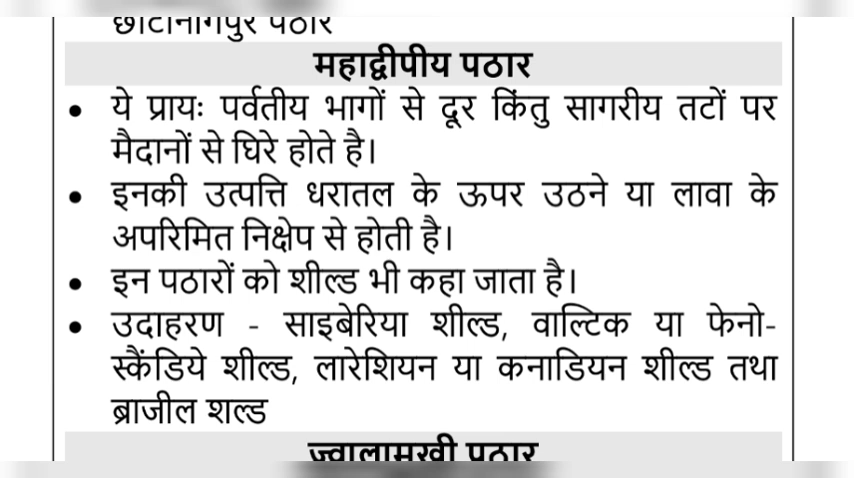 छोटानागपुर पठार
महाद्वीपीय पठार
• ये प्रायः पर्वतीय भागों से दूर किंतु सागरीय तटों पर
मैदानों से घिरे होते है।
• इनकी उत्पत्ति धरातल के ऊपर उठने या लावा के
अपरिमित निक्षेप से होती है।
• इन पठारों को शील्ड भी कहा जाता है।
• उदाहरण - साइबेरिया शील्ड, वाल्टिक या फेनो-
स्कैंडिये शील्ड, लारेशियन या कनाडियन शील्ड तथा
ब्राजील शल्ड
ज्वालामुखी पठार